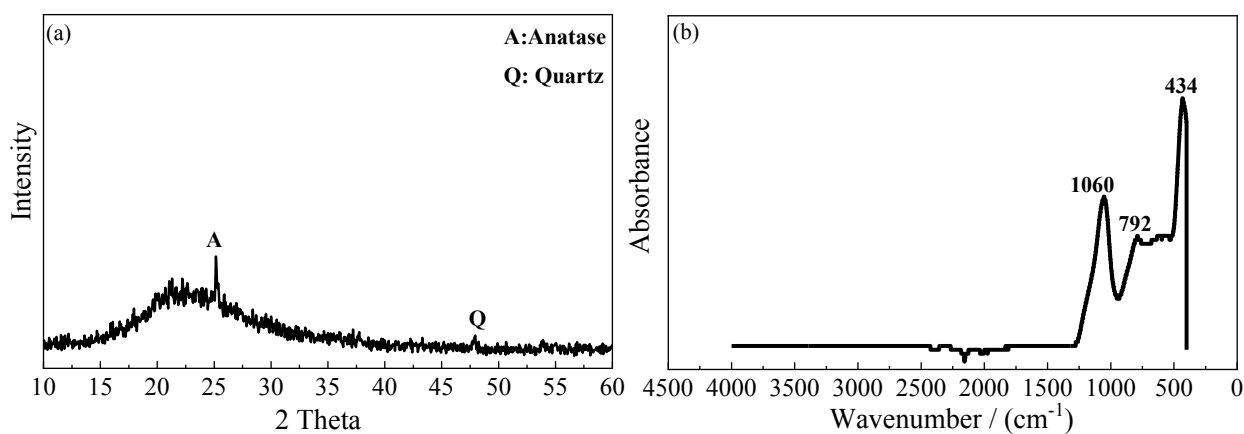 (a)
A:Anatase
Q: Quartz
Intensity
A
Q
10 15 20 25 30 35 40 45 50 55 60
2 Theta
(b)
434
1060
792
Absorbance
4500 4000 3500 3000 2500 2000 1500 1000 500 0
Wavenumber / (cm⁻¹)